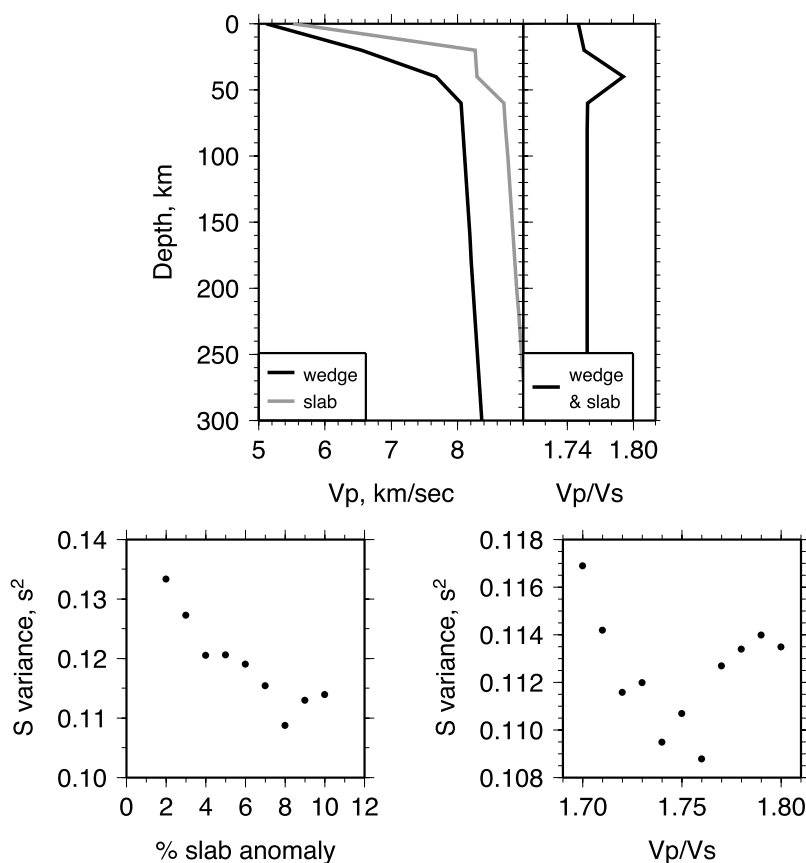 0
50
100
150
200
250
300
Depth, km
wedge
slab
wedge
& slab
5 6 7 8
1.74 1.80
Vp, km/sec
Vp/Vs
0.14
0.13
0.12
0.11
0.10
S variance, s²
0 2 4 6 8 10 12
% slab anomaly
0.118
0.116
0.114
0.112
0.110
0.108
S variance, s²
1.70 1.75 1.80
Vp/Vs